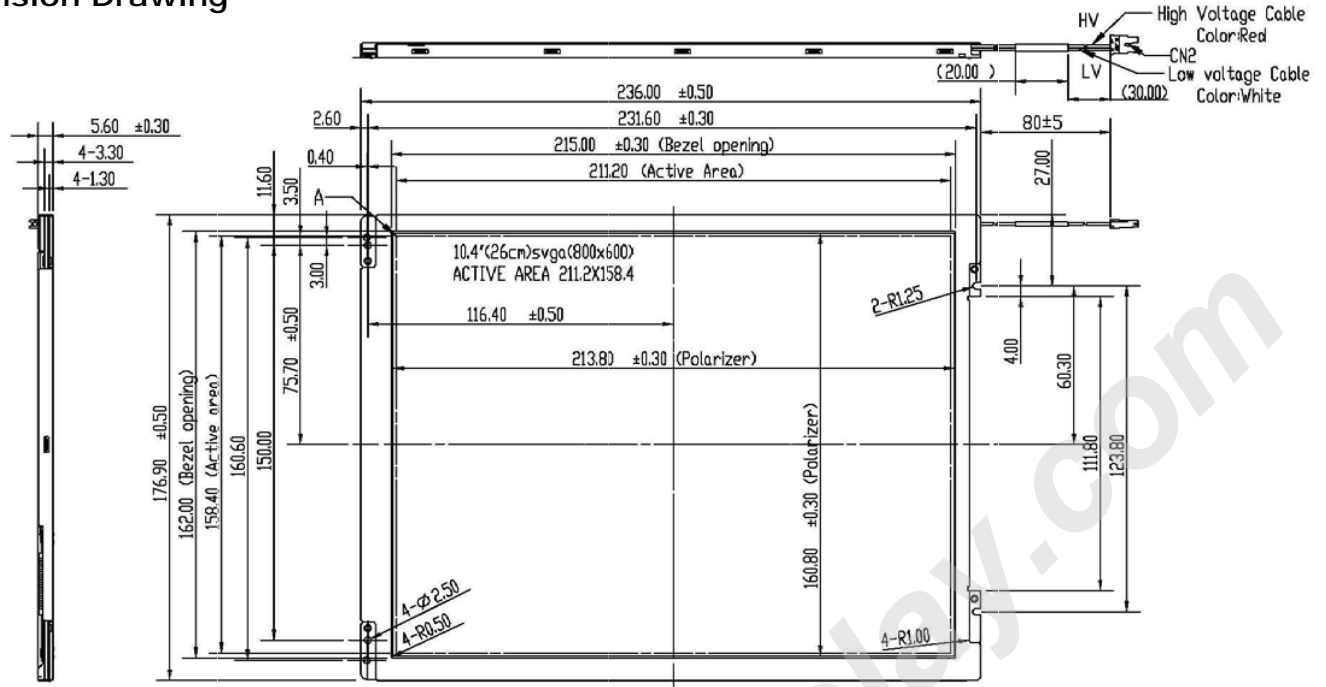 sion Drawing
HV
High Voltage Cable
Color:Red
CN2
LV
Low voltage Cable
Color:White
(20.00 )
(30.00)
236.00 ±0.50
2.60
231.60 ±0.30
80±5
5.60 ±0.30
215.00 ±0.30 (Bezel opening)
4-3.30
0.40
211.20 (Active Area)
27.00
4-1.30
11.60
3.50
A
10.4"(26cm)svga(800x600)
ACTIVE AREA 211.2X158.4
3.00
2-R1.25
116.40 ±0.50
4.00
60.30
75.70 ±0.50
213.80 ±0.30 (Polarizer)
176.90 ±0.50
162.00 (Bezel opening)
158.40 (Active area)
160.60
150.00
160.80 ±0.30 (Polarizer)
111.80
123.80
4-Ø2.50
4-R0.50
4-R1.00
lay.com